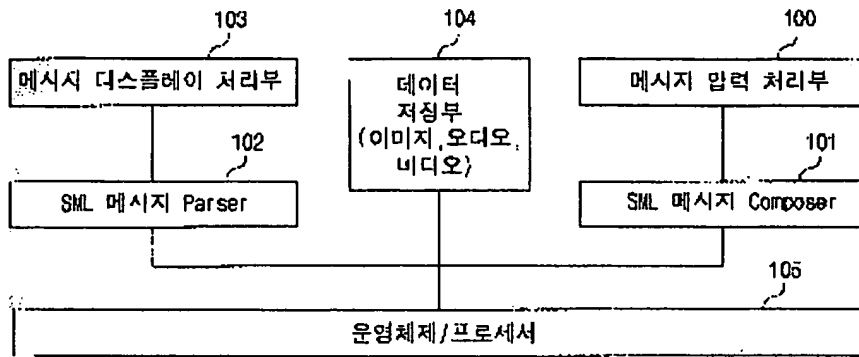 103
104
100
메시지 디스플레이 처리부
데이터
저장부
(이미지,오디오,
비디오)
메시지 입력 처리부
102
101
SML 메시지 Parser
SML 메시지 Composer
105
운영체제/프로세서